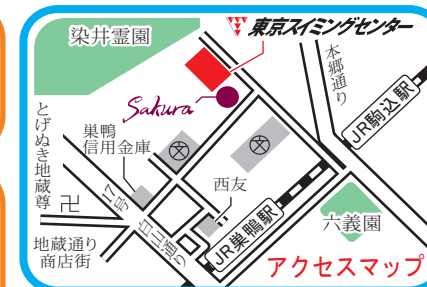 東京スイミングセンター
染井霊園
本郷通り
JR駒込駅
Sakura
とげぬき地蔵尊
巣鴨
信用金庫
文
文
卍
17号
白山通り
西友
JR巣鴨駅
六義園
地蔵通り
商店街
アクセスマップ